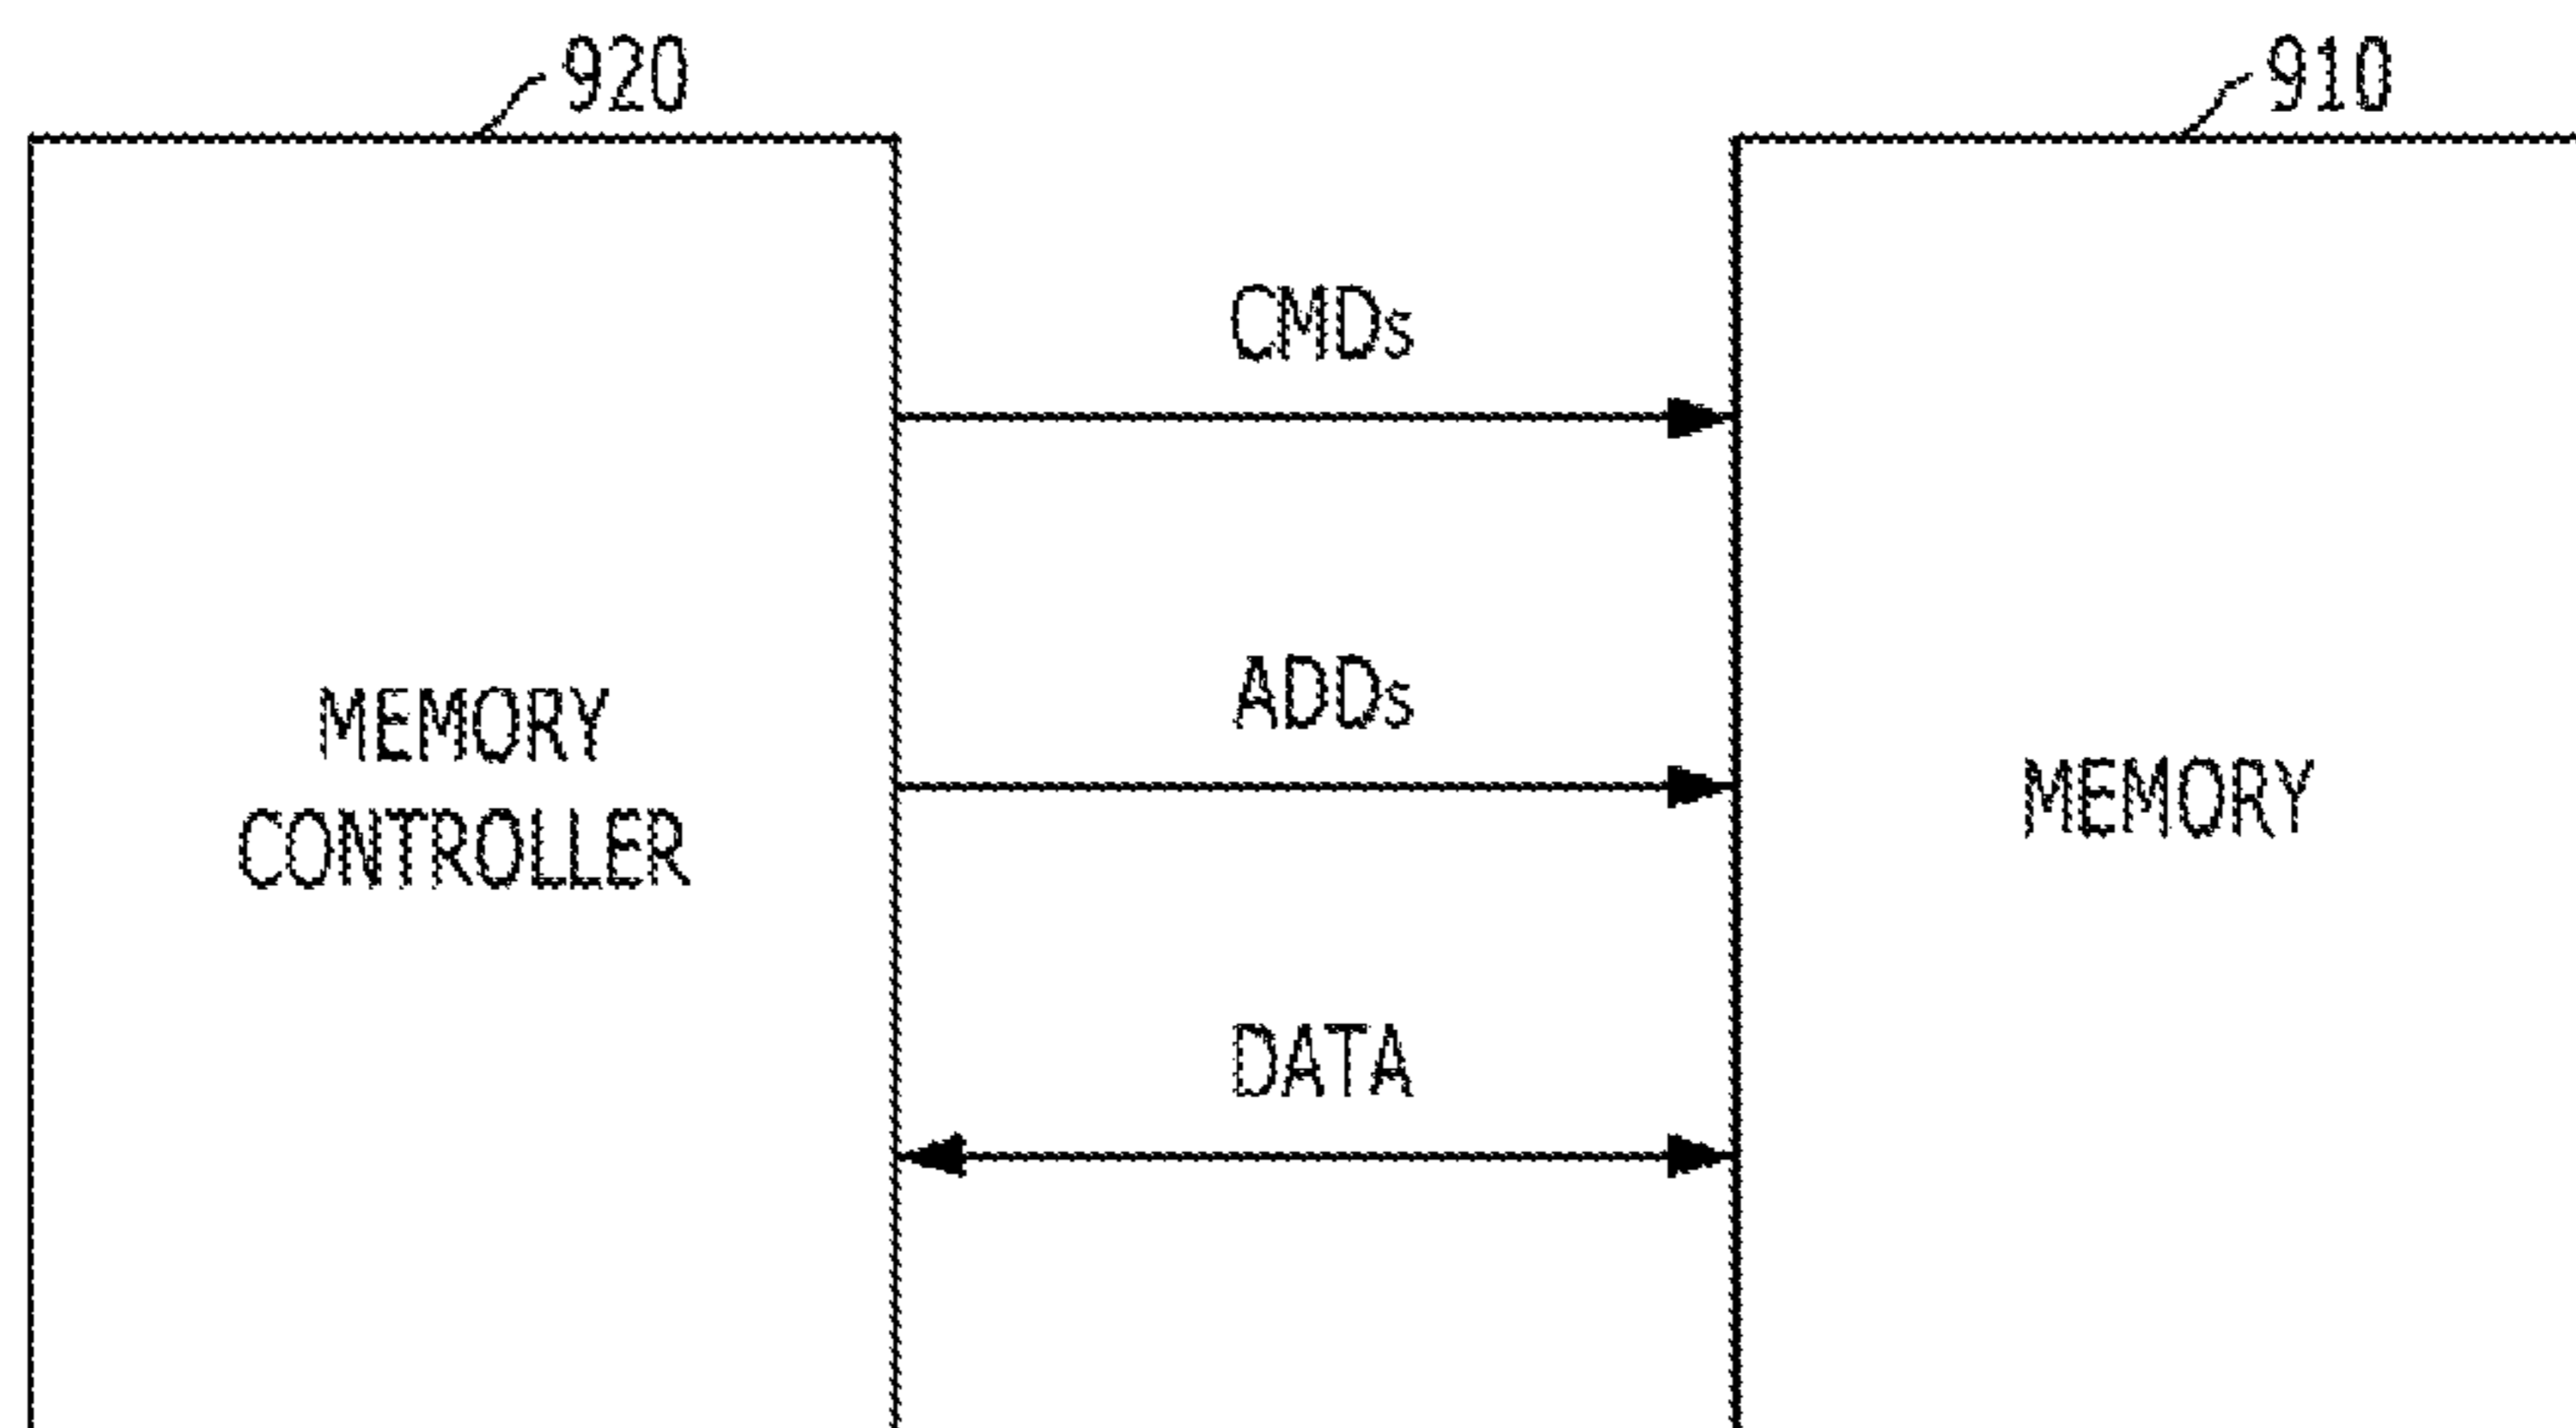 920
910
CMDs
ADDs
MEMORY
CONTROLLER
MEMORY
DATA